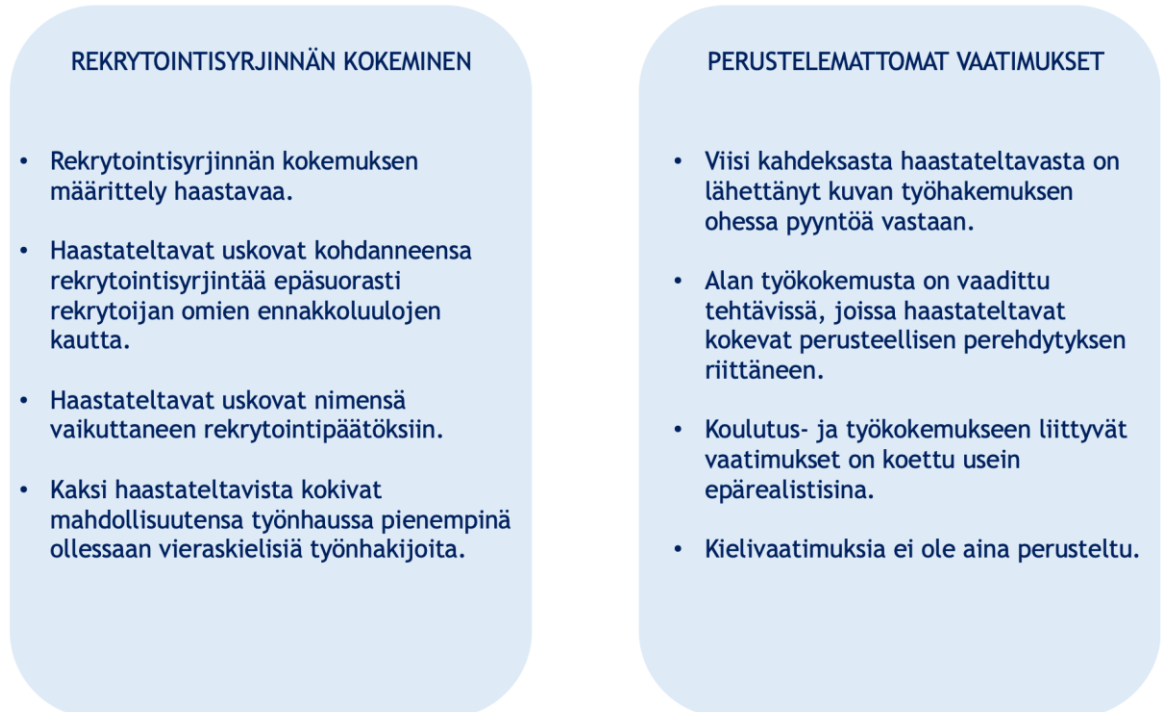 REKRYTOINTISYRJINNÄN KOKEMINEN
• Rekrytointisyrjinnän kokemuksen
määrittely haastavaa.
• Haastateltavat uskovat kohdanneensa
rekrytointisyrjintää epäsuorasti
rekrytoijan omien ennakkoluulojen
kautta.
• Haastateltavat uskovat nimensä
vaikuttaneen rekrytointipäätöksiin.
• Kaksi haastateltavista kokivat
mahdollisuutensa työnhaussa pienempinä
ollessaan vieraskielisiä työnhakijoita.
PERUSTELEMATTOMAT VAATIMUKSET
• Viisi kahdeksasta haastateltavasta on
lähettänyt kuvan työhakemuksen
ohessa pyyntöä vastaan.
• Alan työkokemusta on vaadittu
tehtävissä, joissa haastateltavat
kokevat perusteellisen perehdytyksen
riittäneen.
• Koulutus- ja työkokemukseen liittyvät
vaatimukset on koettu usein
epärealistisina.
• Kielivaatimuksia ei ole aina perusteltu.